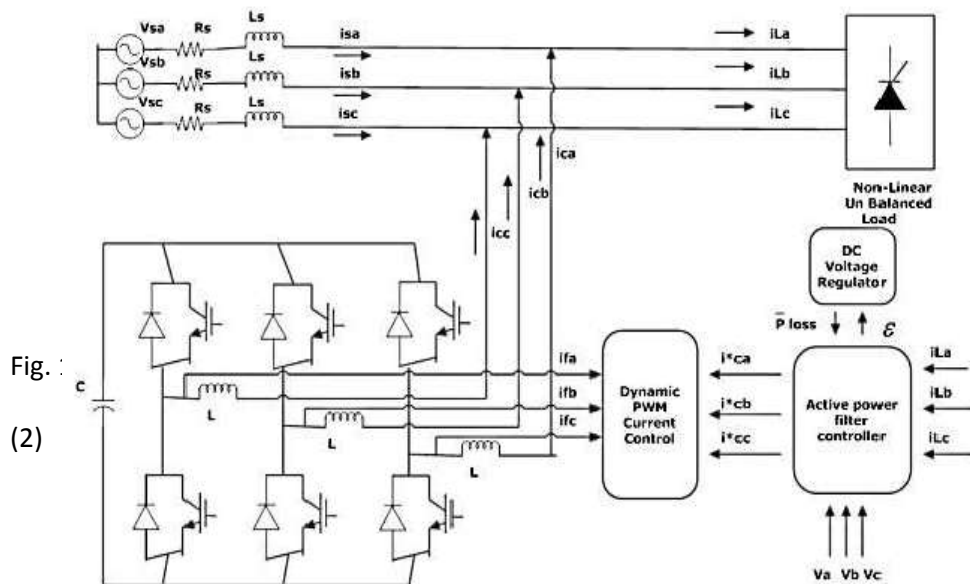 Vsa Rs Ls isa iLa
Vsb Rs Ls isb iLb
Vsc Rs Ls isc iLc
ica
icb
icc
Non-Linear
Un Balanced
Load
DC
Voltage
Regulator
P loss ε
Fig.
C
(2)
L
L
L
ifa
ifb
ifc
Dynamic
PWM
Current
Control
i*ca
i*cb
i*cc
Active power
filter
controller
iLa
iLb
iLc
Va Vb Vc